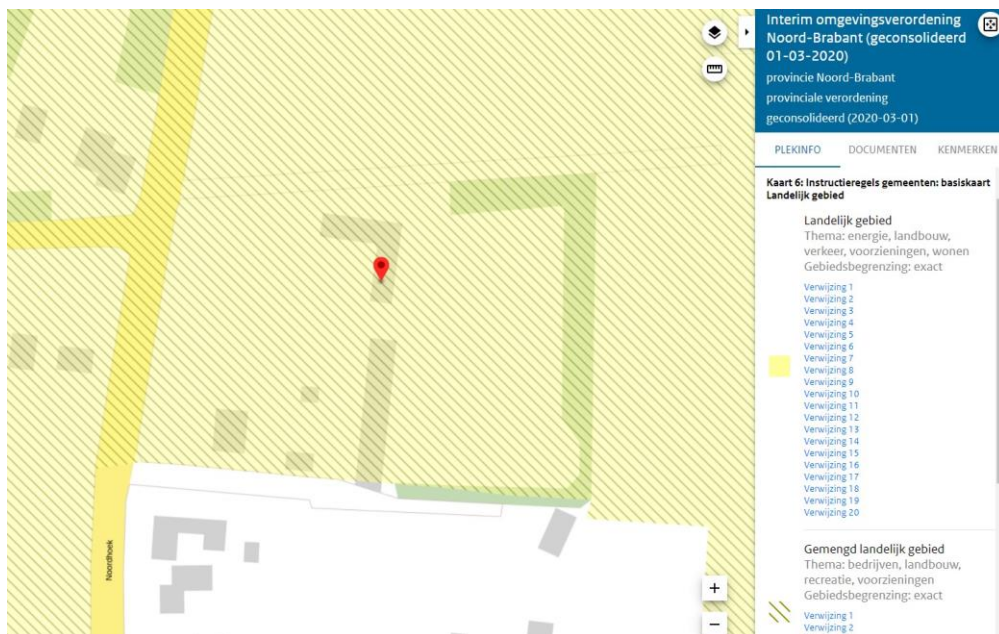 Noordhoek
+
−
Interim omgevingsverordening
Noord-Brabant (geconsolideerd
01-03-2020)
provincie Noord-Brabant
provinciale verordening
geconsolideerd (2020-03-01)
PLEKINFO DOCUMENTEN KENMERKEN
Kaart 6: Instructieregels gemeenten: basiskaart
Landelijk gebied
Landelijk gebied
Thema: energie, landbouw,
verkeer, voorzieningen, wonen
Gebiedsbegrenzing: exact
Verwijzing 1
Verwijzing 2
Verwijzing 3
Verwijzing 4
Verwijzing 5
Verwijzing 6
Verwijzing 7
Verwijzing 8
Verwijzing 9
Verwijzing 10
Verwijzing 11
Verwijzing 12
Verwijzing 13
Verwijzing 14
Verwijzing 15
Verwijzing 16
Verwijzing 17
Verwijzing 18
Verwijzing 19
Verwijzing 20
Gemengd landelijk gebied
Thema: bedrijven, landbouw,
recreatie, voorzieningen
Gebiedsbegrenzing: exact
Verwijzing 1
Verwijzing 2